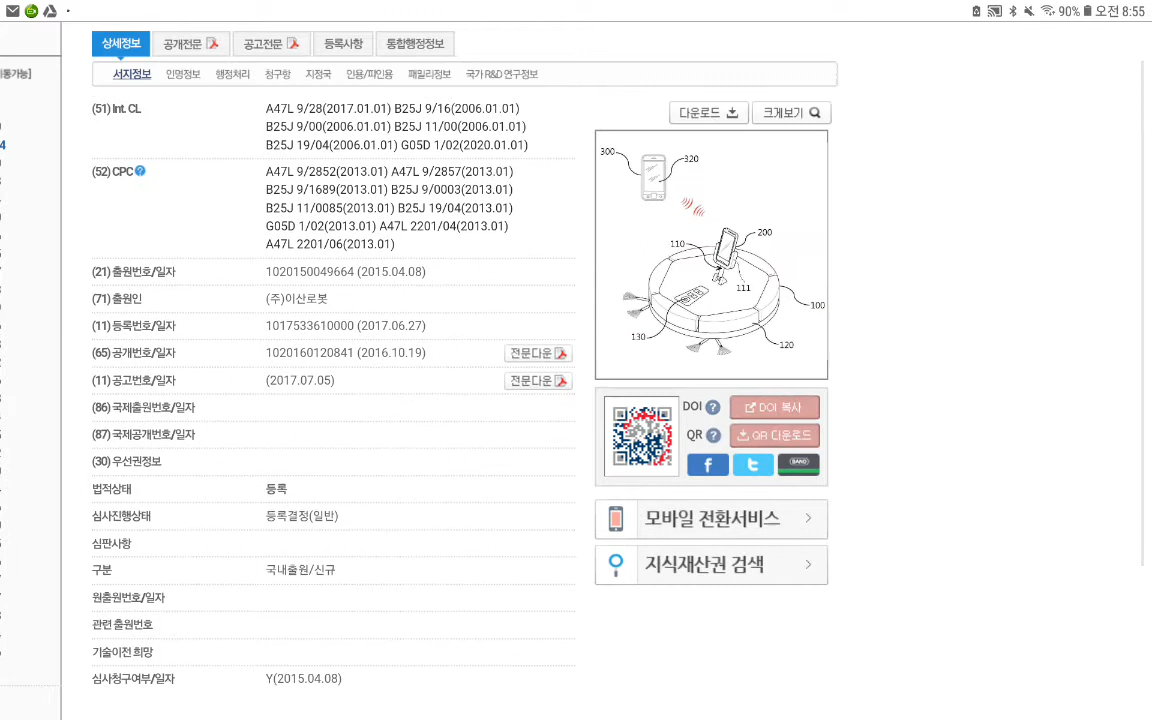 90% 오전 8:55
이동가능]
4
상세정보 공개전문 공고전문 등록사항 통합행정정보
서지정보 인명정보 행정처리 청구항 지정국 인용/피인용 패밀리정보 국가 R&D 연구정보
(51) Int. CL
A47L 9/28(2017.01.01) B25J 9/16(2006.01.01)
B25J 9/00(2006.01.01) B25J 11/00(2006.01.01)
B25J 19/04(2006.01.01) G05D 1/02(2020.01.01)
(52) CPC ?
A47L 9/2852(2013.01) A47L 9/2857(2013.01)
B25J 9/1689(2013.01) B25J 9/0003(2013.01)
B25J 11/0085(2013.01) B25J 19/04(2013.01)
G05D 1/02(2013.01) A47L 2201/04(2013.01)
A47L 2201/06(2013.01)
(21) 출원번호/일자 1020150049664 (2015.04.08)
(71) 출원인 (주)이산로봇
(11) 등록번호/일자 1017533610000 (2017.06.27)
(65) 공개번호/일자 1020160120841 (2016.10.19) 전문다운
(11) 공고번호/일자 (2017.07.05) 전문다운
(86) 국제출원번호/일자
(87) 국제공개번호/일자
(30) 우선권정보
법적상태 등록
심사진행상태 등록결정(일반)
심판사항
구분 국내출원/신규
원출원번호/일자
관련 출원번호
기술이전 희망
심사청구여부/일자 Y(2015.04.08)
다운로드 크게보기
300
320
110
200
111
100
130
120
DOI ? DOI 복사
QR ? QR 다운로드
f t BAND
모바일 전환서비스 >
지식재산권 검색 >